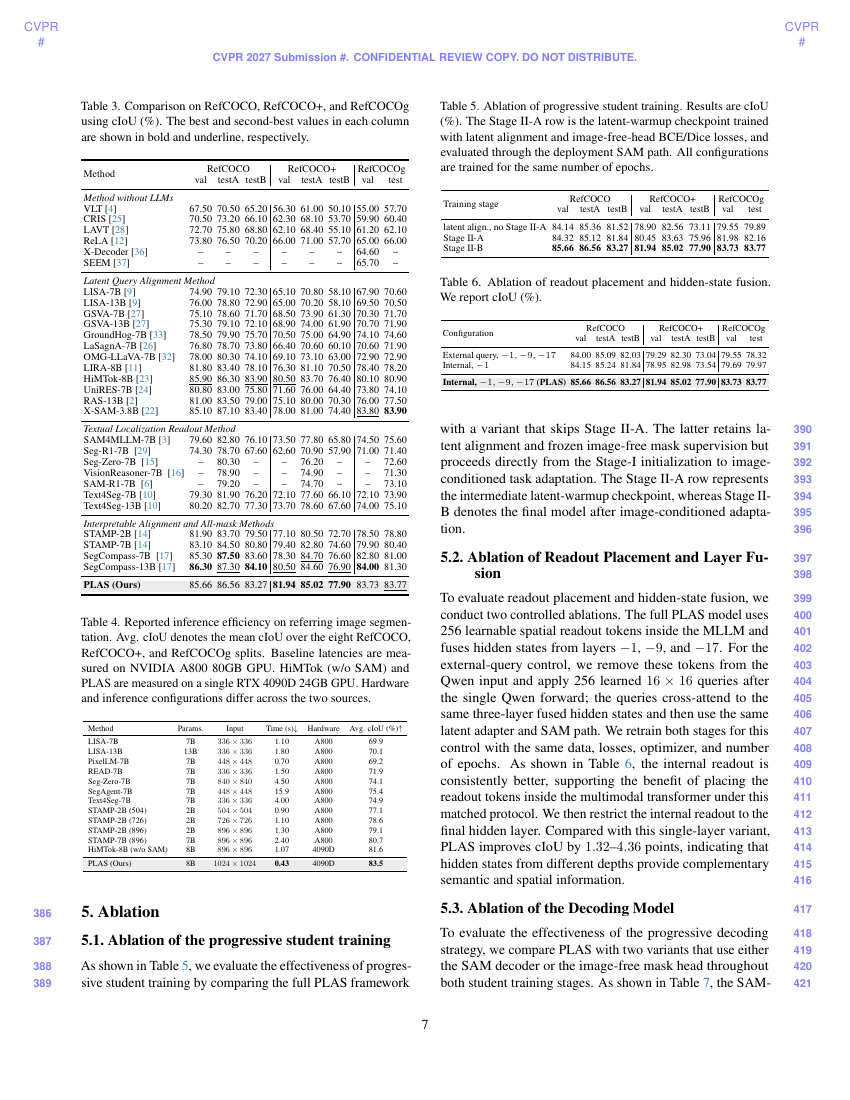 CVPR
#
CVPR
#
CVPR 2027 Submission #. CONFIDENTIAL REVIEW COPY. DO NOT DISTRIBUTE.
Table 3. Comparison on RefCOCO, RefCOCO+, and RefCOCOg
using cIoU (%). The best and second-best values in each column
are shown in bold and underline, respectively.
Method RefCOCO RefCOCO+ RefCOCOg
val testA testB val testA testB val test
Method without LLMs
VLT [4] 67.50 70.50 65.20 56.30 61.00 50.10 55.00 57.70
CRIS [25] 70.50 73.20 66.10 62.30 68.10 53.70 59.90 60.40
LAVT [28] 72.70 75.80 68.80 62.10 68.40 55.10 61.20 62.10
ReLA [12] 73.80 76.50 70.20 66.00 71.00 57.70 65.00 66.00
X-Decoder [36] – – – – – – 64.60 –
SEEM [37] – – – – – – 65.70 –
Latent Query Alignment Method
LISA-7B [9] 74.90 79.10 72.30 65.10 70.80 58.10 67.90 70.60
LISA-13B [9] 76.00 78.80 72.90 65.00 70.20 58.10 69.50 70.50
GSVA-7B [27] 75.10 78.60 71.70 68.50 73.90 61.30 70.30 71.70
GSVA-13B [27] 75.30 79.10 72.10 68.90 74.00 61.90 70.70 71.90
GroundHog-7B [33] 78.50 79.90 75.70 70.50 75.00 64.90 74.10 74.60
LaSagnA-7B [26] 76.80 78.70 73.80 66.40 70.60 60.10 70.60 71.90
OMG-LLaVA-7B [32] 78.00 80.30 74.10 69.10 73.10 63.00 72.90 72.90
LIRA-8B [11] 81.80 83.40 78.10 76.30 81.10 70.50 78.40 78.20
HiMTok-8B [23] 85.90 86.30 83.90 80.50 83.70 76.40 80.10 80.90
UniRES-7B [24] 80.80 83.00 75.80 71.60 76.00 64.40 73.80 74.10
RAS-13B [2] 81.00 83.50 79.00 75.10 80.00 70.30 76.00 77.50
X-SAM-3.8B [22] 85.10 87.10 83.40 78.00 81.00 74.40 83.80 83.90
Textual Localization Readout Method
SAM4MLLM-7B [3] 79.60 82.80 76.10 73.50 77.80 65.80 74.50 75.60
Seg-R1-7B [29] 74.30 78.70 67.60 62.60 70.90 57.90 71.00 71.40
Seg-Zero-7B [15] – 80.30 – – 76.20 – – 72.60
VisionReasoner-7B [16] – 78.90 – – 74.90 – – 71.30
SAM-R1-7B [6] – 79.20 – – 74.70 – – 73.10
Text4Seg-7B [10] 79.30 81.90 76.20 72.10 77.60 66.10 72.10 73.90
Text4Seg-13B [10] 80.20 82.70 77.30 73.70 78.60 67.60 74.00 75.10
Interpretable Alignment and All-mask Methods
STAMP-2B [14] 81.90 83.70 79.50 77.10 80.50 72.70 78.50 78.80
STAMP-7B [14] 83.10 84.50 80.80 79.40 82.80 74.60 79.90 80.40
SegCompass-7B [17] 85.30 87.50 83.60 78.30 84.70 76.60 82.80 81.00
SegCompass-13B [17] 86.30 87.30 84.10 80.50 84.60 76.90 84.00 81.30
PLAS (Ours) 85.66 86.56 83.27 81.94 85.02 77.90 83.73 83.77
Table 4. Reported inference efficiency on referring image segmen-
tation. Avg. cIoU denotes the mean cIoU over the eight RefCOCO,
RefCOCO+, and RefCOCOg splits. Baseline latencies are mea-
sured on NVIDIA A800 80GB GPU. HiMTok (w/o SAM) and
PLAS are measured on a single RTX 4090D 24GB GPU. Hardware
and inference configurations differ across the two sources.
Method Params. Input Time (s)↓ Hardware Avg. cIoU (%)↑
LISA-7B 7B 336 × 336 1.10 A800 69.9
LISA-13B 13B 336 × 336 1.80 A800 70.1
PixelLM-7B 7B 448 × 448 0.70 A800 69.2
READ-7B 7B 336 × 336 1.50 A800 71.9
Seg-Zero-7B 7B 840 × 840 4.50 A800 74.1
SegAgent-7B 7B 448 × 448 15.9 A800 75.4
Text4Seg-7B 7B 336 × 336 4.00 A800 74.9
STAMP-2B (504) 2B 504 × 504 0.90 A800 77.1
STAMP-2B (726) 2B 726 × 726 1.10 A800 78.6
STAMP-2B (896) 2B 896 × 896 1.30 A800 79.1
STAMP-7B (896) 7B 896 × 896 2.40 A800 80.7
HiMTok-8B (w/o SAM) 8B 896 × 896 1.07 4090D 81.6
PLAS (Ours) 8B 1024 × 1024 0.43 4090D 83.5
386 5. Ablation
387 5.1. Ablation of the progressive student training
388 As shown in Table 5, we evaluate the effectiveness of progres-
389 sive student training by comparing the full PLAS framework
Table 5. Ablation of progressive student training. Results are cIoU
(%). The Stage II-A row is the latent-warmup checkpoint trained
with latent alignment and image-free-head BCE/Dice losses, and
evaluated through the deployment SAM path. All configurations
are trained for the same number of epochs.
Training stage RefCOCO RefCOCO+ RefCOCOg
val testA testB val testA testB val test
latent align., no Stage II-A 84.14 85.36 81.52 78.90 82.56 73.11 79.55 79.89
Stage II-A 84.32 85.12 81.84 80.45 83.63 75.96 81.98 82.16
Stage II-B 85.66 86.56 83.27 81.94 85.02 77.90 83.73 83.77
Table 6. Ablation of readout placement and hidden-state fusion.
We report cIoU (%).
Configuration RefCOCO RefCOCO+ RefCOCOg
val testA testB val testA testB val test
External query, −1, −9, −17 84.00 85.09 82.03 79.29 82.30 73.04 79.55 78.32
Internal, −1 84.15 85.24 81.84 78.95 82.98 73.54 79.69 79.97
Internal, −1, −9, −17 (PLAS) 85.66 86.56 83.27 81.94 85.02 77.90 83.73 83.77
with a variant that skips Stage II-A. The latter retains la- 390
tent alignment and frozen image-free mask supervision but 391
proceeds directly from the Stage-I initialization to image- 392
conditioned task adaptation. The Stage II-A row represents 393
the intermediate latent-warmup checkpoint, whereas Stage II- 394
B denotes the final model after image-conditioned adapta- 395
tion. 396
5.2. Ablation of Readout Placement and Layer Fu- 397
sion 398
To evaluate readout placement and hidden-state fusion, we 399
conduct two controlled ablations. The full PLAS model uses 400
256 learnable spatial readout tokens inside the MLLM and 401
fuses hidden states from layers −1, −9, and −17. For the 402
external-query control, we remove these tokens from the 403
Qwen input and apply 256 learned 16 × 16 queries after 404
the single Qwen forward; the queries cross-attend to the 405
same three-layer fused hidden states and then use the same 406
latent adapter and SAM path. We retrain both stages for this 407
control with the same data, losses, optimizer, and number 408
of epochs. As shown in Table 6, the internal readout is 409
consistently better, supporting the benefit of placing the 410
readout tokens inside the multimodal transformer under this 411
matched protocol. We then restrict the internal readout to the 412
final hidden layer. Compared with this single-layer variant, 413
PLAS improves cIoU by 1.32–4.36 points, indicating that 414
hidden states from different depths provide complementary 415
semantic and spatial information. 416
5.3. Ablation of the Decoding Model 417
To evaluate the effectiveness of the progressive decoding 418
strategy, we compare PLAS with two variants that use either 419
the SAM decoder or the image-free mask head throughout 420
both student training stages. As shown in Table 7, the SAM- 421
7